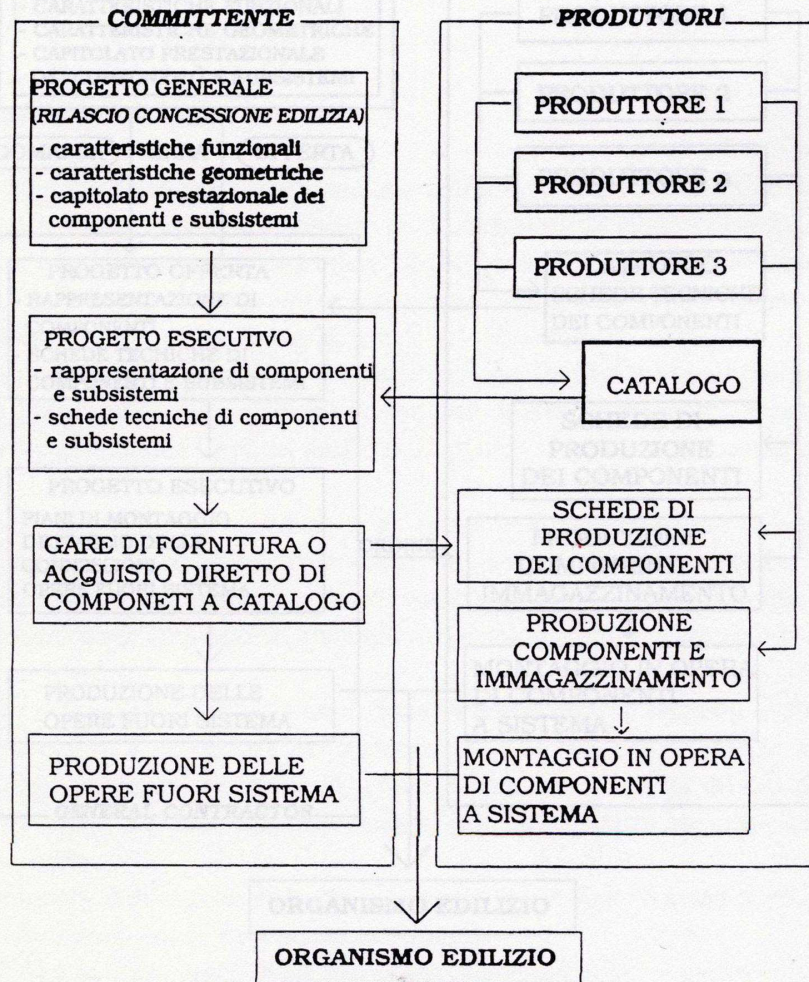 COMMITTENTE
PROGETTO GENERALE
(RILASCIO CONCESSIONE EDILIZIA)
- caratteristiche funzionali
- caratteristiche geometriche
- capitolato prestazionale dei
componenti e subsistemi
PROGETTO ESECUTIVO
- rappresentazione di componenti
e subsistemi
- schede tecniche di componenti
e subsistemi
GARE DI FORNITURA O
ACQUISTO DIRETTO DI
COMPONETI A CATALOGO
PRODUZIONE DELLE
OPERE FUORI SISTEMA
PRODUTTORI
PRODUTTORE 1
PRODUTTORE 2
PRODUTTORE 3
CATALOGO
SCHEDE DI
PRODUZIONE
DEI COMPONENTI
PRODUZIONE
COMPONENTI E
IMMAGAZZINAMENTO
MONTAGGIO IN OPERA
DI COMPONENTI
A SISTEMA
ORGANISMO EDILIZIO